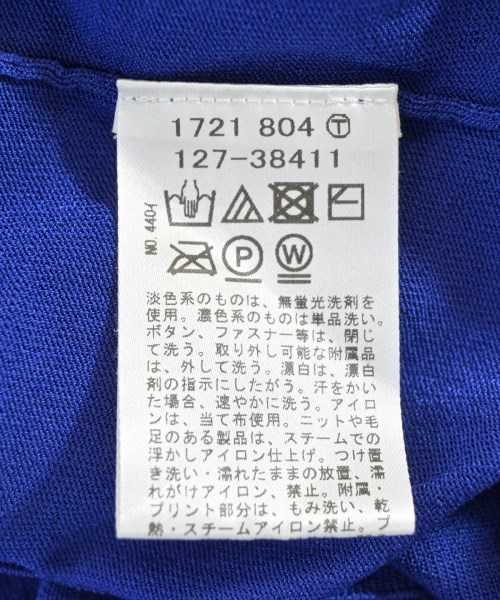 1721 804 Ⓣ
127-38411
NO. 440-イ
P W
淡色系のものは、無蛍光洗剤を
使用。濃色系のものは単品洗い。
ボタン、ファスナー等は、閉じ
て洗う。取り外し可能な附属品
は、外して洗う。漂白は、漂白
剤の指示にしたがう。汗をかい
た場合、速やかに洗う。アイロ
ンは、当て布使用。ニットや毛
足のある製品は、スチームでの
浮かしアイロン仕上げ。つけ置
き洗い・濡れたままの放置、濡
れがけアイロン、禁止。附属・
プリント部分は、もみ洗い、乾
熱・スチームアイロン禁止。プ